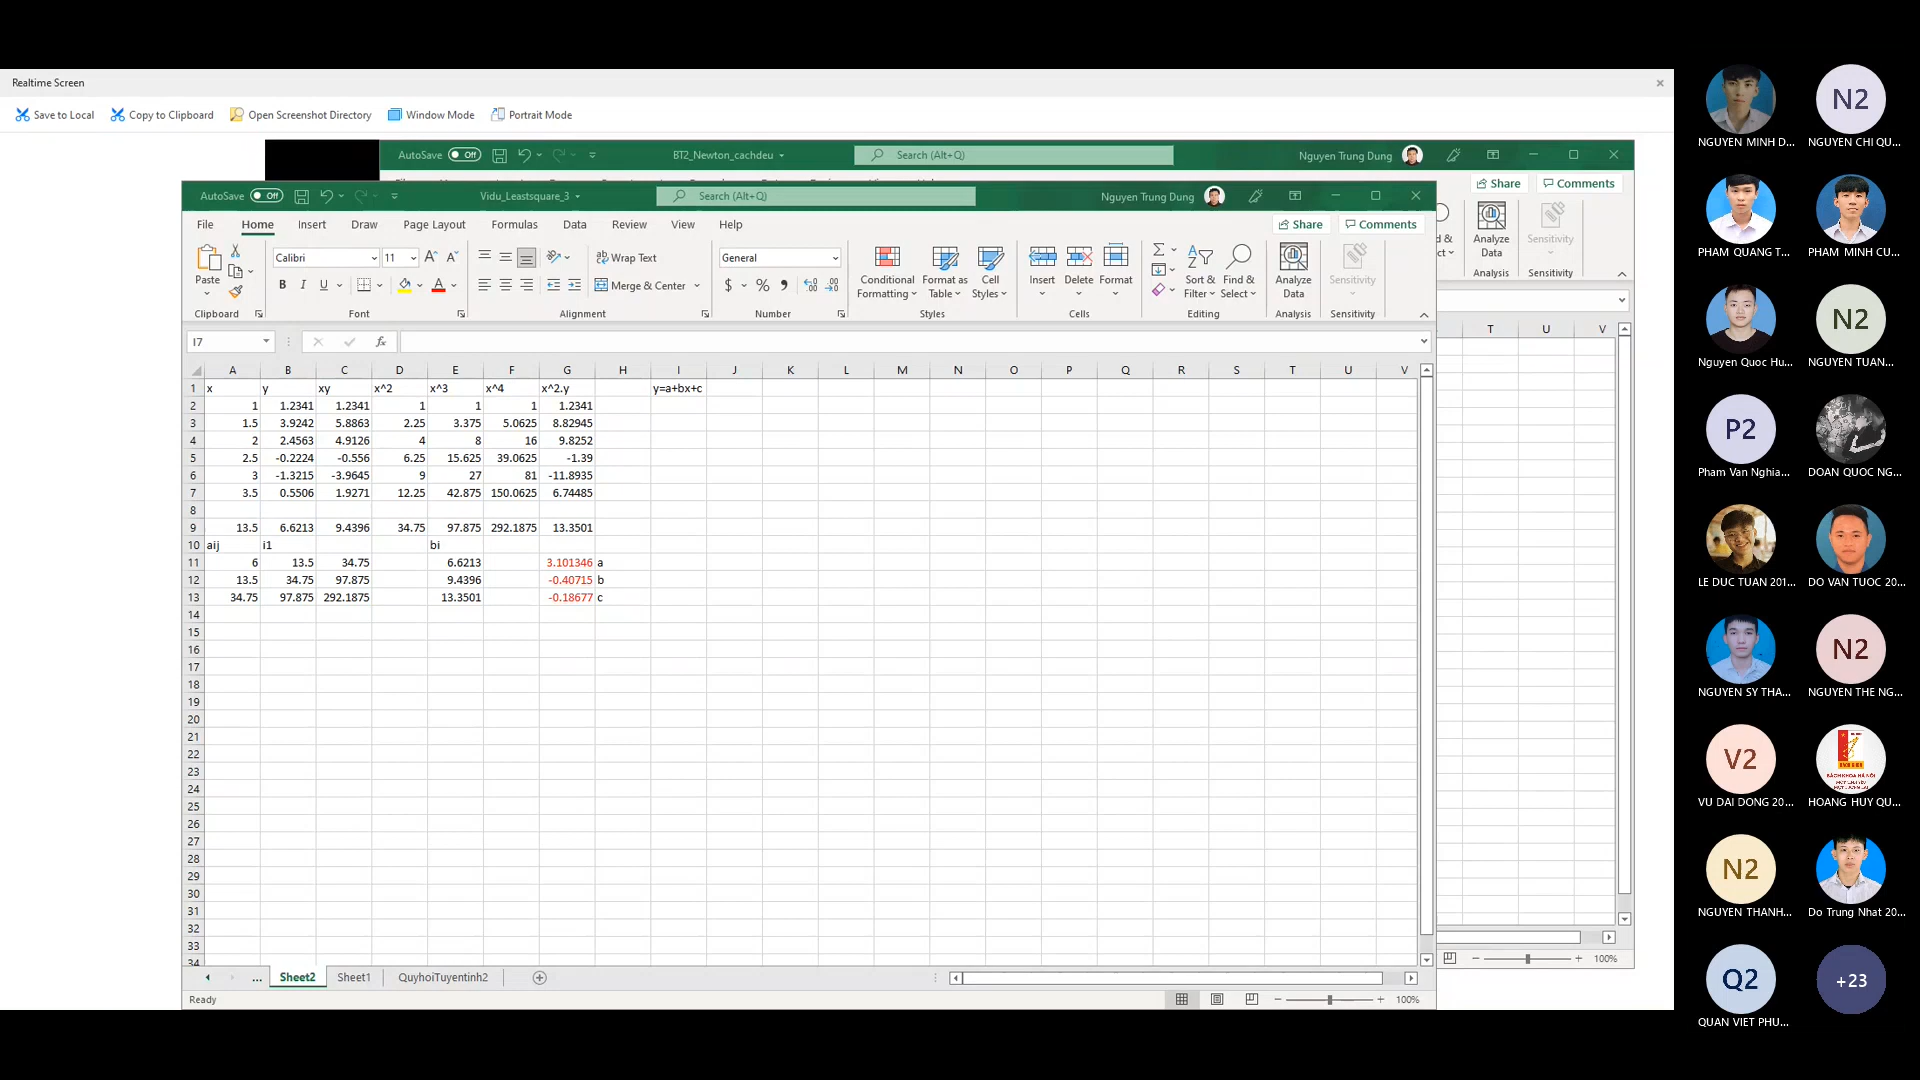 Realtime Screen
Save to Local Copy to Clipboard Open Screenshot Directory Window Mode Portrait Mode
AutoSave Off BT2_Newton_cachdeu Search (Alt+Q) Nguyen Trung Dung
Share Comments
AutoSave Off Vidu_Leastsquare_3 Search (Alt+Q) Nguyen Trung Dung
File Home Insert Draw Page Layout Formulas Data Review View Help Share Comments
Calibri 11 Wrap Text General
Paste B I U Merge & Center $ % Conditional Formatting Format as Table Cell Styles Insert Delete Format Sort & Filter Find & Select Analyze Data Sensitivity
Clipboard Font Alignment Number Styles Cells Editing Analysis Sensitivity
Analyze Data Sensitivity
Analysis Sensitivity
I7 fx
T U V
A B C D E F G H I J K L M N O P Q R S T U V
1 x y xy x^2 x^3 x^4 x^2.y y=a+bx+c
2 1 1.2341 1.2341 1 1 1 1.2341
3 1.5 3.9242 5.8863 2.25 3.375 5.0625 8.82945
4 2 2.4563 4.9126 4 8 16 9.8252
5 2.5 -0.2224 -0.556 6.25 15.625 39.0625 -1.39
6 3 -1.3215 -3.9645 9 27 81 -11.8935
7 3.5 0.5506 1.9271 12.25 42.875 150.0625 6.74485
8
9 13.5 6.6213 9.4396 34.75 97.875 292.1875 13.3501
10 aij i1 bi
11 6 13.5 34.75 6.6213 3.101346 a
12 13.5 34.75 97.875 9.4396 -0.40715 b
13 34.75 97.875 292.1875 13.3501 -0.18677 c
14
15
16
17
18
19
20
21
22
23
24
25
26
27
28
29
30
31
32
33
34
... Sheet2 Sheet1 QuyhoiTuyentinh2
Ready 100%
100%
N2
NGUYEN MINH D... NGUYEN CHI QU...
PHAM QUANG T... PHAM MINH CU...
N2
Nguyen Quoc Hu... NGUYEN TUAN...
P2
Pham Van Nghia... DOAN QUOC NG...
LE DUC TUAN 201... DO VAN TUOC 20...
N2
NGUYEN SY THA... NGUYEN THE NG...
V2
BÁCH KHOA HÀ NỘI
VU DAI DONG 20... HOANG HUY QU...
N2
NGUYEN THANH... Do Trung Nhat 20...
Q2 +23
QUAN VIET PHU...